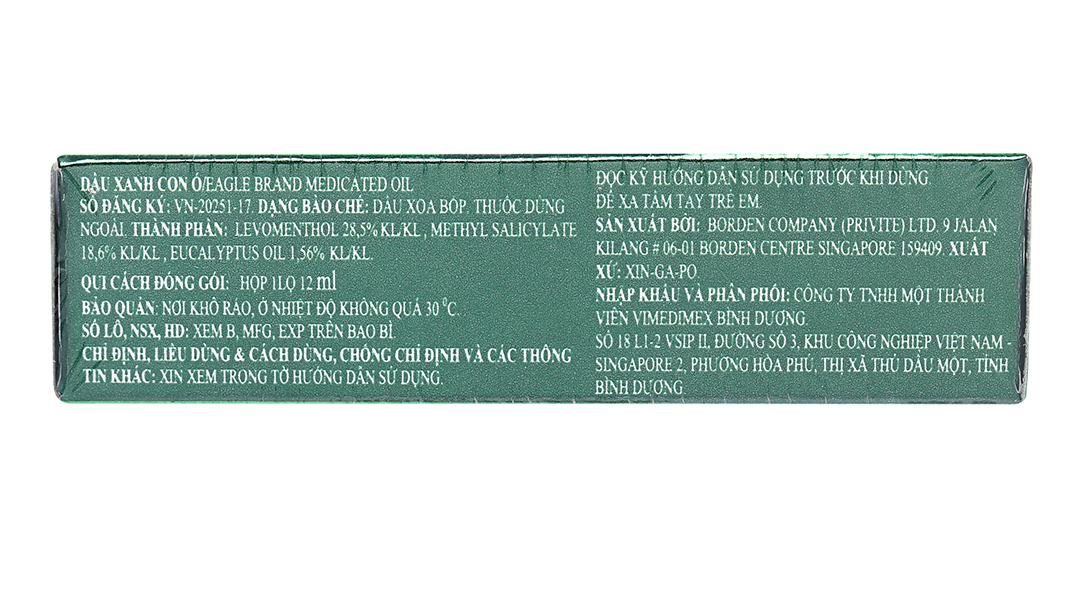 DẦU XANH CON Ó/EAGLE BRAND MEDICATED OIL
SỐ ĐĂNG KÝ: VN-20251-17. DẠNG BÀO CHẾ: DẦU XOA BÓP. THUỐC DÙNG
NGOÀI. THÀNH PHẦN: LEVOMENTHOL 28,5% KL/KL , METHYL SALICYLATE
18,6% KL/KL , EUCALYPTUS OIL 1,56% KL/KL.
QUI CÁCH ĐÓNG GÓI: HỘP 1LỌ 12 ml
BẢO QUẢN: NƠI KHÔ RÁO, Ở NHIỆT ĐỘ KHÔNG QUÁ 30 °C.
SỐ LÔ, NSX, HD: XEM B, MFG, EXP TRÊN BAO BÌ.
CHỈ ĐỊNH, LIỀU DÙNG & CÁCH DÙNG, CHỐNG CHỈ ĐỊNH VÀ CÁC THÔNG
TIN KHÁC: XIN XEM TRONG TỜ HƯỚNG DẪN SỬ DỤNG.
ĐỌC KỸ HƯỚNG DẪN SỬ DỤNG TRƯỚC KHI DÙNG.
ĐỂ XA TẦM TAY TRẺ EM.
SẢN XUẤT BỞI: BORDEN COMPANY (PRIVITE) LTD. 9 JALAN
KILANG # 06-01 BORDEN CENTRE SINGAPORE 159409. XUẤT
XỨ: XIN-GA-PO.
NHẬP KHẨU VÀ PHÂN PHỐI: CÔNG TY TNHH MỘT THÀNH
VIÊN VIMEDIMEX BÌNH DƯƠNG.
SỐ 18 L1-2 VSIP II, ĐƯỜNG SỐ 3, KHU CÔNG NGHIỆP VIỆT NAM -
SINGAPORE 2, PHƯỜNG HÒA PHÚ, THỊ XÃ THỦ DẦU MỘT, TỈNH
BÌNH DƯƠNG.